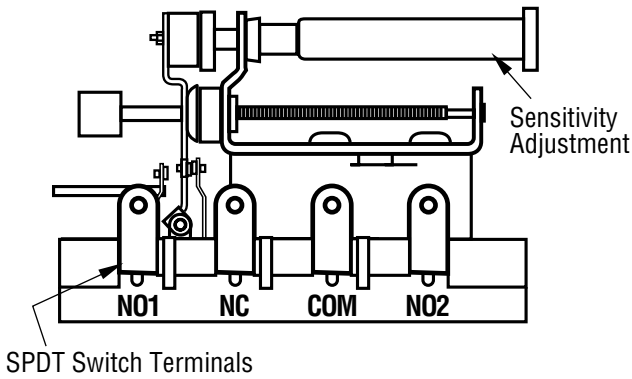 Sensitivity
Adjustment
NO1 NC COM NO2
SPDT Switch Terminals